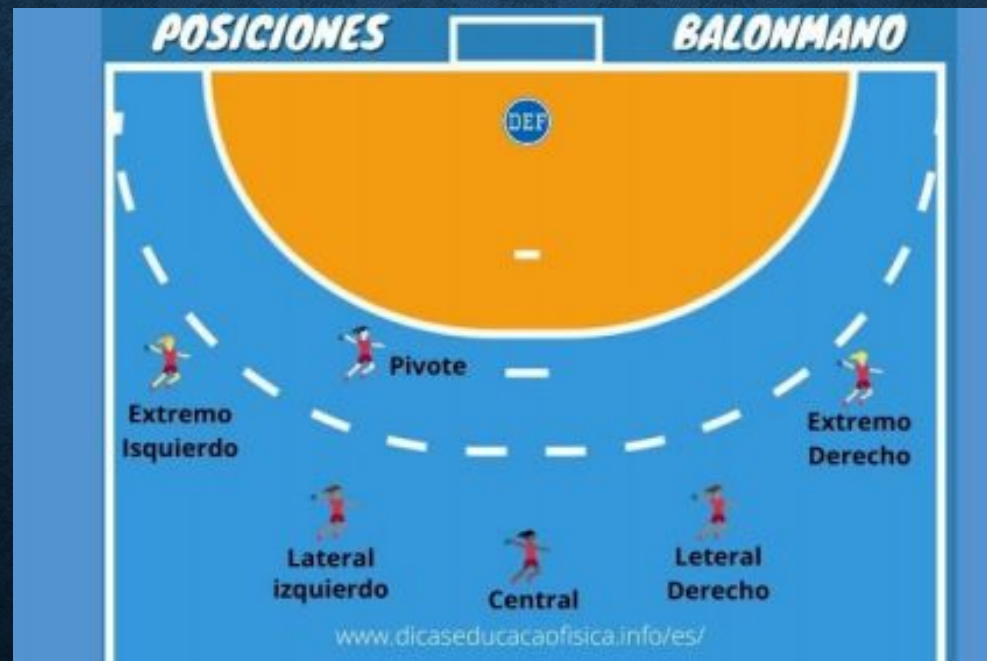 POSICIONES
BALONMANO
DEF
Pivote
Extremo
Isquierdo
Extremo
Derecho
Lateral
izquierdo
Central
Leteral
Derecho
www.dicaseducacaofisica.info/es/